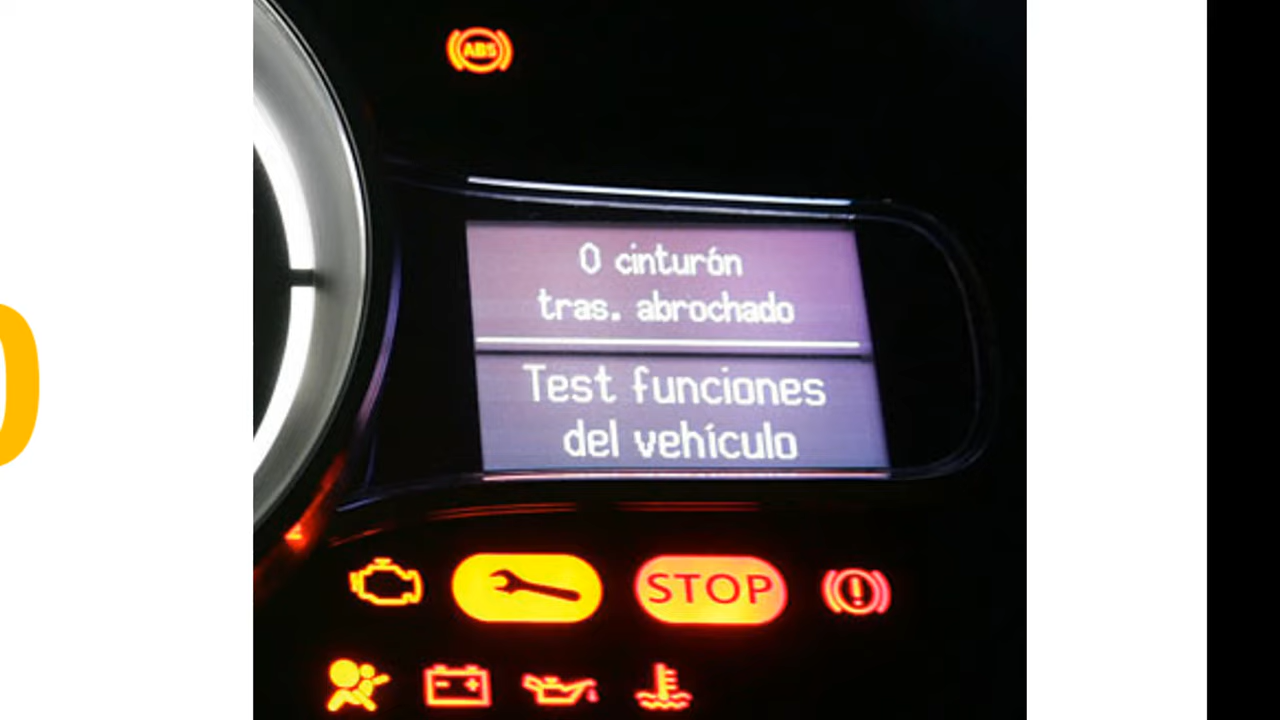 ABS
0 cinturón
tras. abrochado
Test funciones
del vehículo
STOP